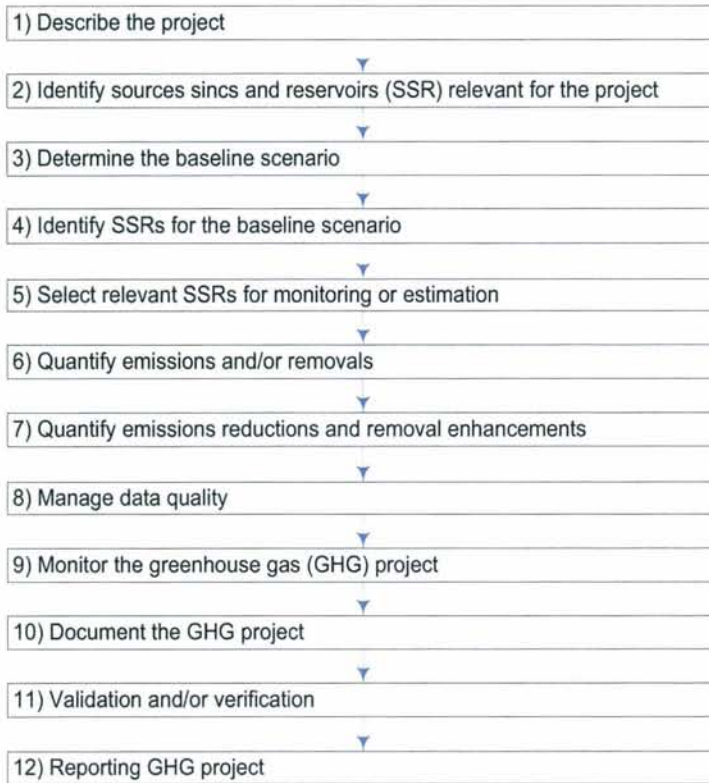 1) Describe the project
2) Identify sources sincs and reservoirs (SSR) relevant for the project
3) Determine the baseline scenario
4) Identify SSRs for the baseline scenario
5) Select relevant SSRs for monitoring or estimation
6) Quantify emissions and/or removals
7) Quantify emissions reductions and removal enhancements
8) Manage data quality
9) Monitor the greenhouse gas (GHG) project
10) Document the GHG project
11) Validation and/or verification
12) Reporting GHG project